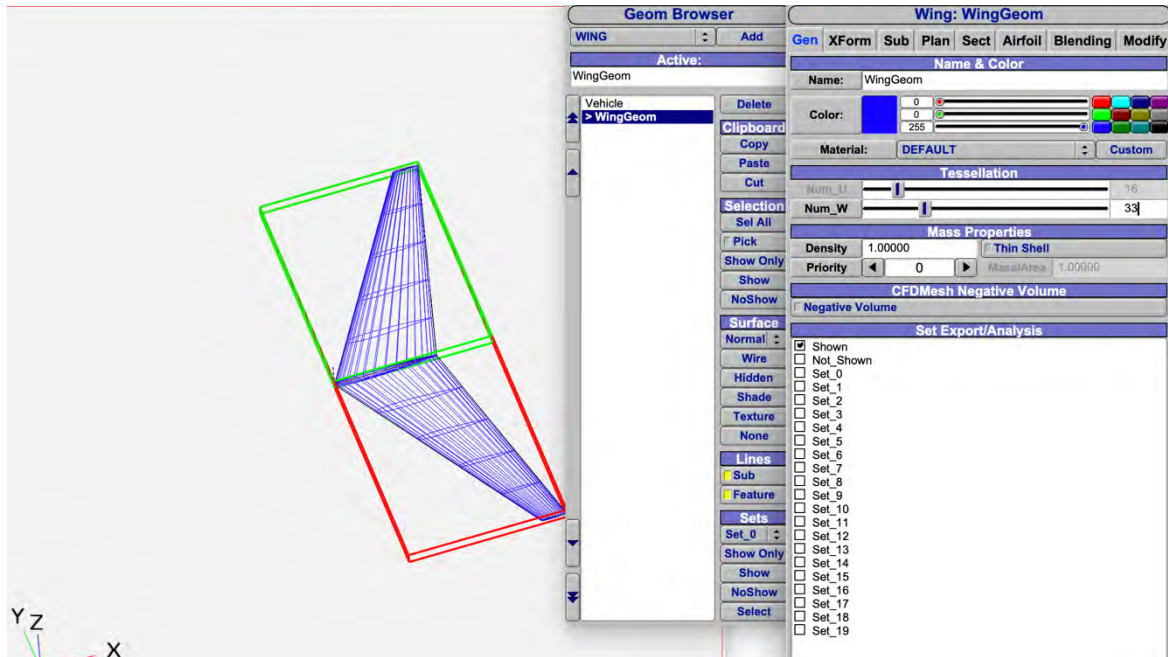 Geom Browser
WING
Add
Active:
WingGeom
Vehicle
> WingGeom
Delete
Clipboard
Copy
Paste
Cut
Selection
Sel All
Pick
Show Only
Show
NoShow
Surface
Normal
Wire
Hidden
Shade
Texture
None
Lines
Sub
Feature
Sets
Set_0
Show Only
Show
NoShow
Select
Wing: WingGeom
Gen XForm Sub Plan Sect Airfoil Blending Modify
Name & Color
Name: WingGeom
Color:
0
0
255
Material: DEFAULT Custom
Tessellation
Num_U 16
Num_W 33
Mass Properties
Density 1.00000 Thin Shell
Priority 0 Mass/Area 1.00000
CFDMesh Negative Volume
Negative Volume
Set Export/Analysis
Shown
Not_Shown
Set_0
Set_1
Set_2
Set_3
Set_4
Set_5
Set_6
Set_7
Set_8
Set_9
Set_10
Set_11
Set_12
Set_13
Set_14
Set_15
Set_16
Set_17
Set_18
Set_19
Y Z
X